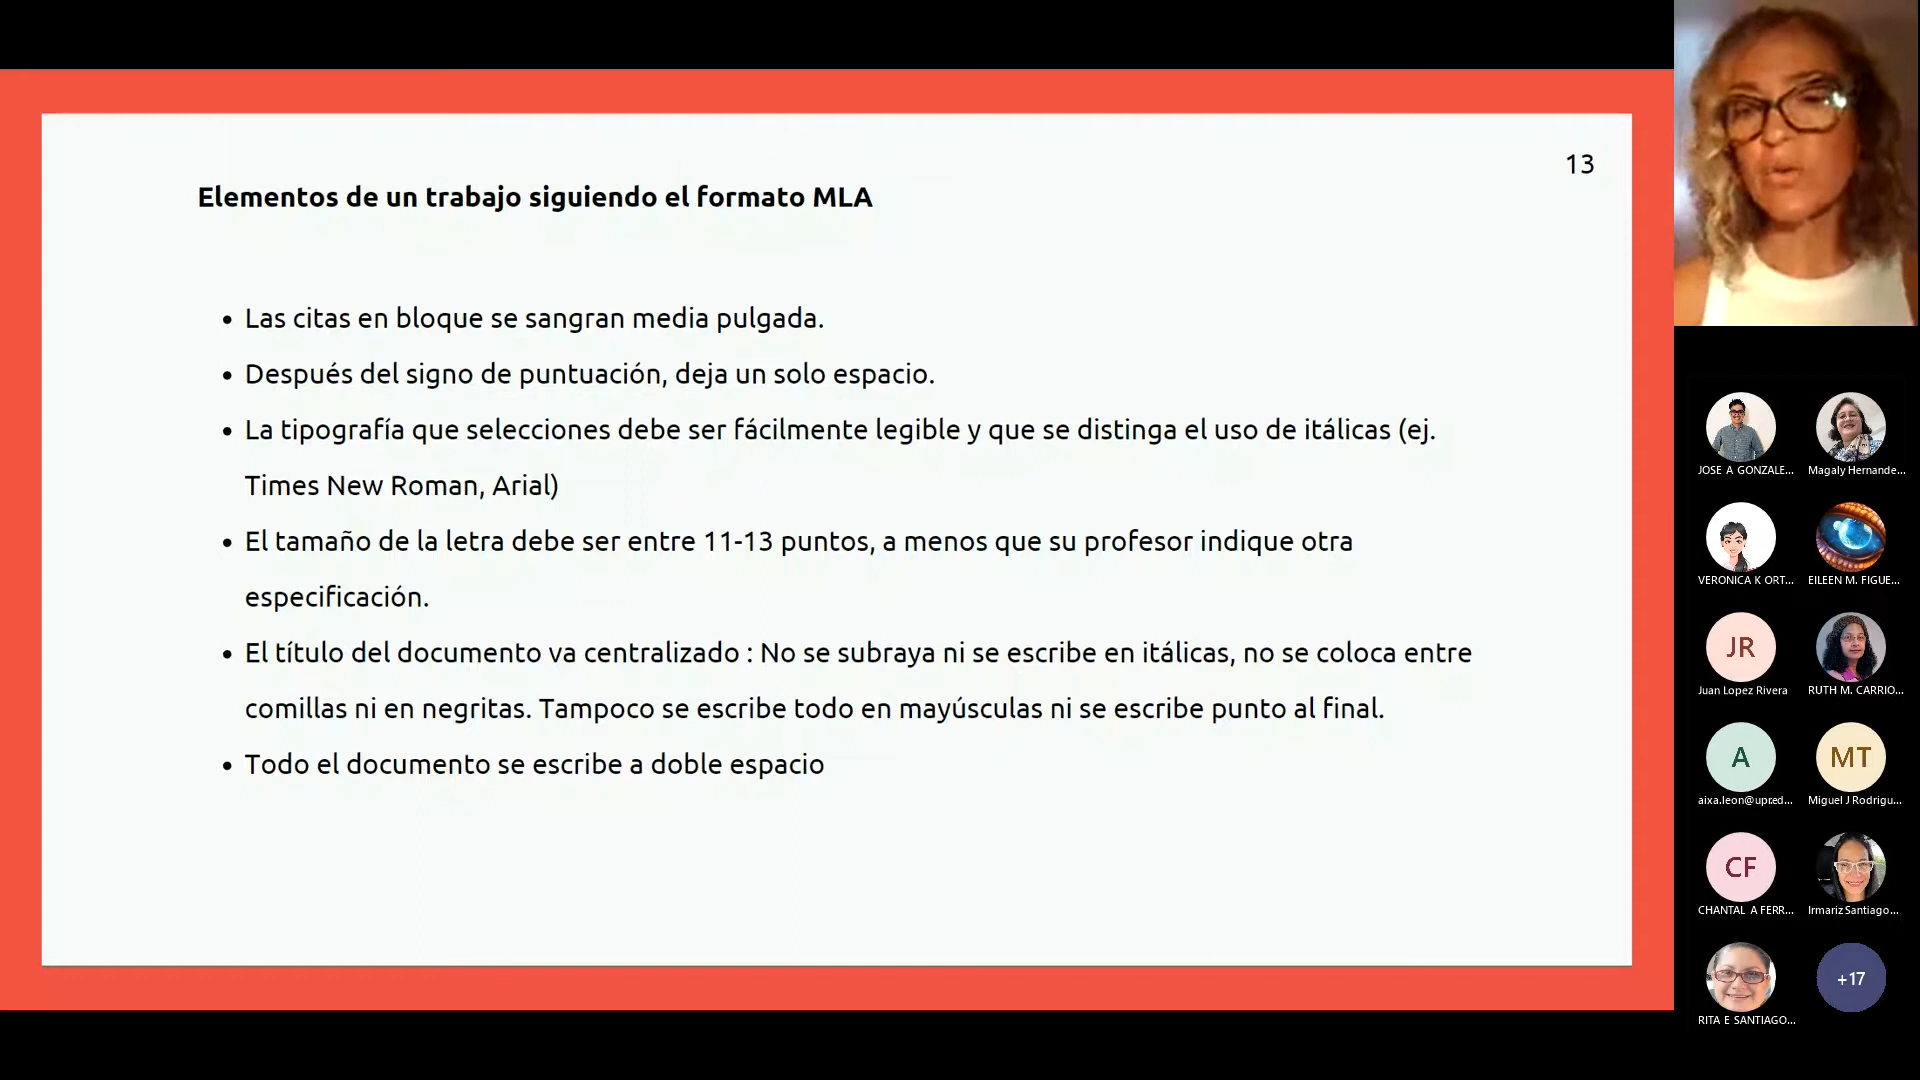 13
Elementos de un trabajo siguiendo el formato MLA
• Las citas en bloque se sangran media pulgada.
• Después del signo de puntuación, deja un solo espacio.
• La tipografía que selecciones debe ser fácilmente legible y que se distinga el uso de itálicas (ej.
Times New Roman, Arial)
• El tamaño de la letra debe ser entre 11-13 puntos, a menos que su profesor indique otra
especificación.
• El título del documento va centralizado : No se subraya ni se escribe en itálicas, no se coloca entre
comillas ni en negritas. Tampoco se escribe todo en mayúsculas ni se escribe punto al final.
• Todo el documento se escribe a doble espacio
JOSE A GONZALE...
Magaly Hernande...
VERONICA K ORT...
EILEEN M. FIGUE...
JR
Juan Lopez Rivera
RUTH M. CARRIO...
A
aixa.leon@upr.ed...
MT
Miguel J Rodrigu...
CF
CHANTAL A FERR...
Irmariz Santiago...
RITA E SANTIAGO...
+17